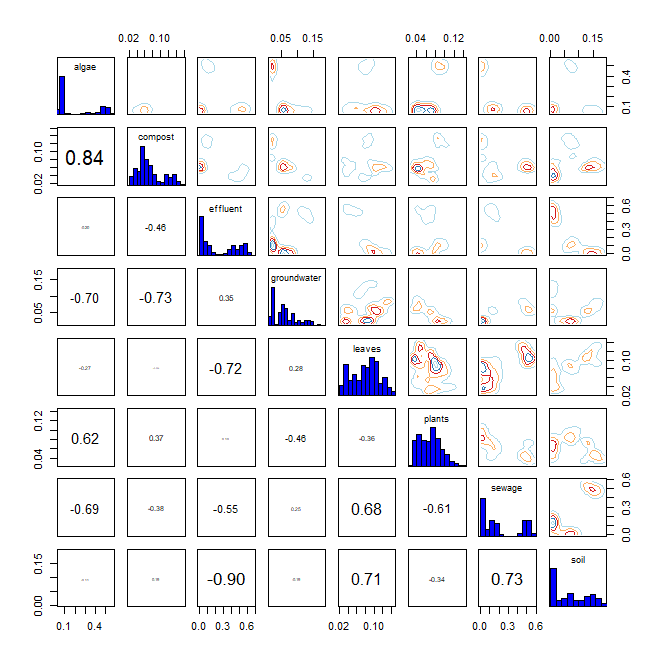 0.05 0.15 0.04 0.12 0.00 0.15
algae 0.1 0.4
0.02 0.10 0.84 compost
-0.46 effluent 0.0 0.3 0.6
0.05 0.15 -0.70 -0.73 0.35 groundwater
-0.27 -0.72 0.28 leaves 0.02 0.10
0.04 0.12 0.62 0.37 -0.46 -0.36 plants
-0.69 -0.38 -0.55 0.25 0.68 -0.61 sewage 0.0 0.3 0.6
0.00 0.15 -0.90 0.71 -0.34 0.73 soil
0.1 0.4 0.0 0.3 0.6 0.02 0.10 0.0 0.3 0.6